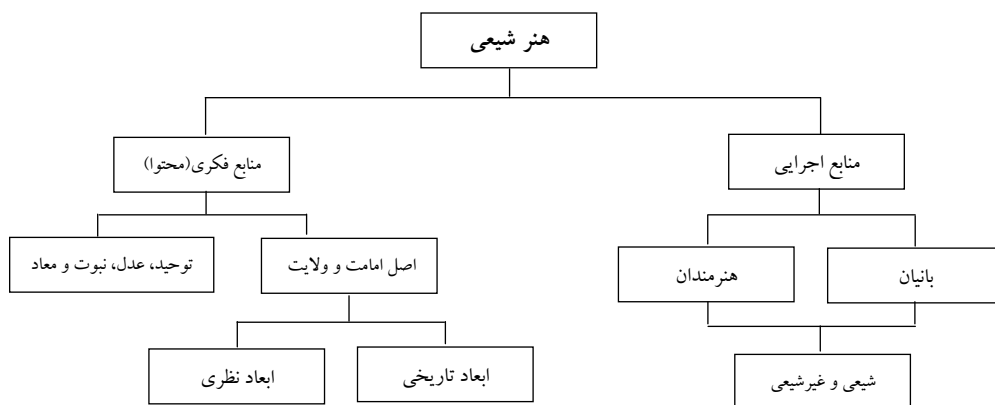 هنر شیعی
منابع اجرایی
منابع فکری(محتوا)
بانیان
هنرمندان
اصل امامت و ولایت
توحید، عدل، نبوت و معاد
شیعی و غیرشیعی
ابعاد تاریخی
ابعاد نظری